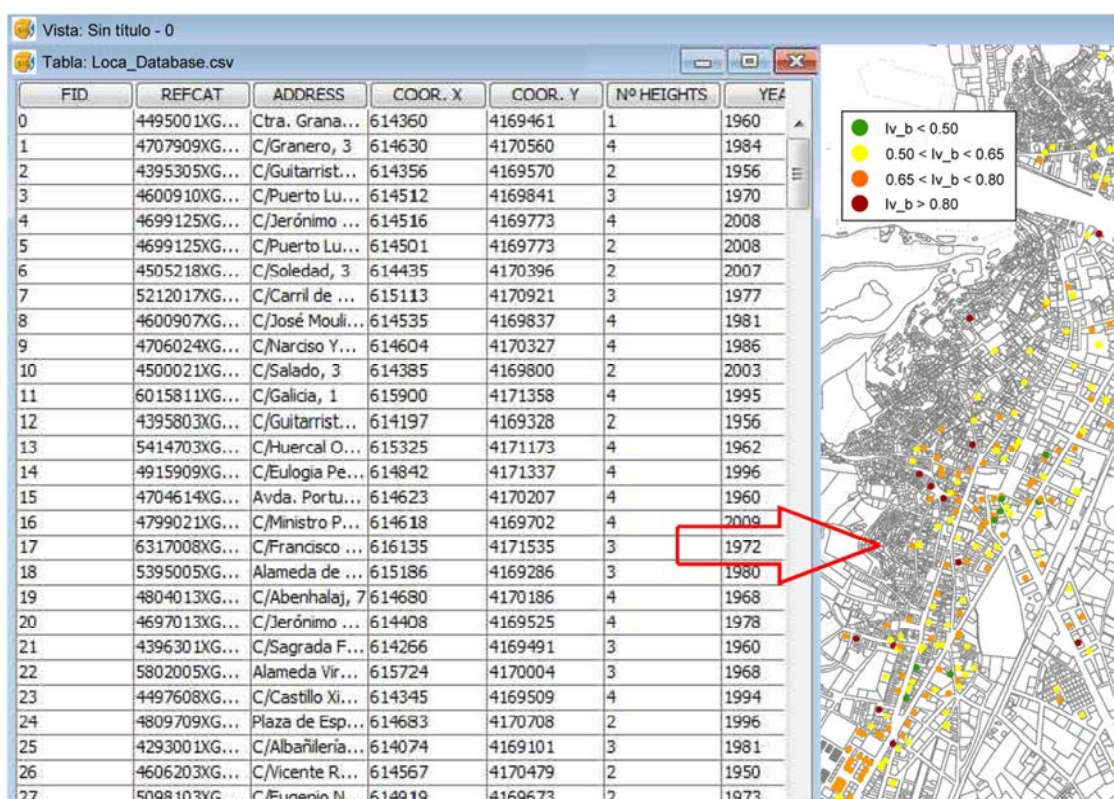 Vista: Sin título - 0
Tabla: Loca_Database.csv
FID REFCAT ADDRESS COOR. X COOR. Y Nº HEIGHTS YEA
0 4495001XG... Ctra. Grana... 614360 4169461 1 1960
1 4707909XG... C/Granero, 3 614630 4170560 4 1984
2 4395305XG... C/Guitarrist... 614356 4169570 2 1956
3 4600910XG... C/Puerto Lu... 614512 4169841 3 1970
4 4699125XG... C/Jerónimo ... 614516 4169773 4 2008
5 4699125XG... C/Puerto Lu... 614501 4169773 2 2008
6 4505218XG... C/Soledad, 3 614435 4170396 2 2007
7 5212017XG... C/Carril de ... 615113 4170921 3 1977
8 4600907XG... C/José Mouli... 614535 4169837 4 1981
9 4706024XG... C/Narciso Y... 614604 4170327 4 1986
10 4500021XG... C/Salado, 3 614385 4169800 2 2003
11 6015811XG... C/Galicia, 1 615900 4171358 4 1995
12 4395803XG... C/Guitarrist... 614197 4169328 2 1956
13 5414703XG... C/Huercal O... 615325 4171173 4 1962
14 4915909XG... C/Eulogia Pe... 614842 4171337 4 1996
15 4704614XG... Avda. Portu... 614623 4170207 4 1960
16 4799021XG... C/Ministro P... 614618 4169702 4 2009
17 6317008XG... C/Francisco ... 616135 4171535 3 1972
18 5395005XG... Alameda de ... 615186 4169286 3 1980
19 4804013XG... C/Abenhalaj, 7 614680 4170186 4 1968
20 4697013XG... C/Jerónimo ... 614408 4169525 4 1978
21 4396301XG... C/Sagrada F... 614266 4169491 3 1960
22 5802005XG... Alameda Vir... 615724 4170004 3 1968
23 4497608XG... C/Castillo Xi... 614345 4169509 4 1994
24 4809709XG... Plaza de Esp... 614683 4170708 2 1996
25 4293001XG... C/Albañilería... 614074 4169101 3 1981
26 4606203XG... C/Vicente R... 614567 4170479 2 1950
27 5098103XG... C/Eugenio N... 614919 4169673 2 1973
Iv_b < 0.50
0.50 < Iv_b < 0.65
0.65 < Iv_b < 0.80
Iv_b > 0.80